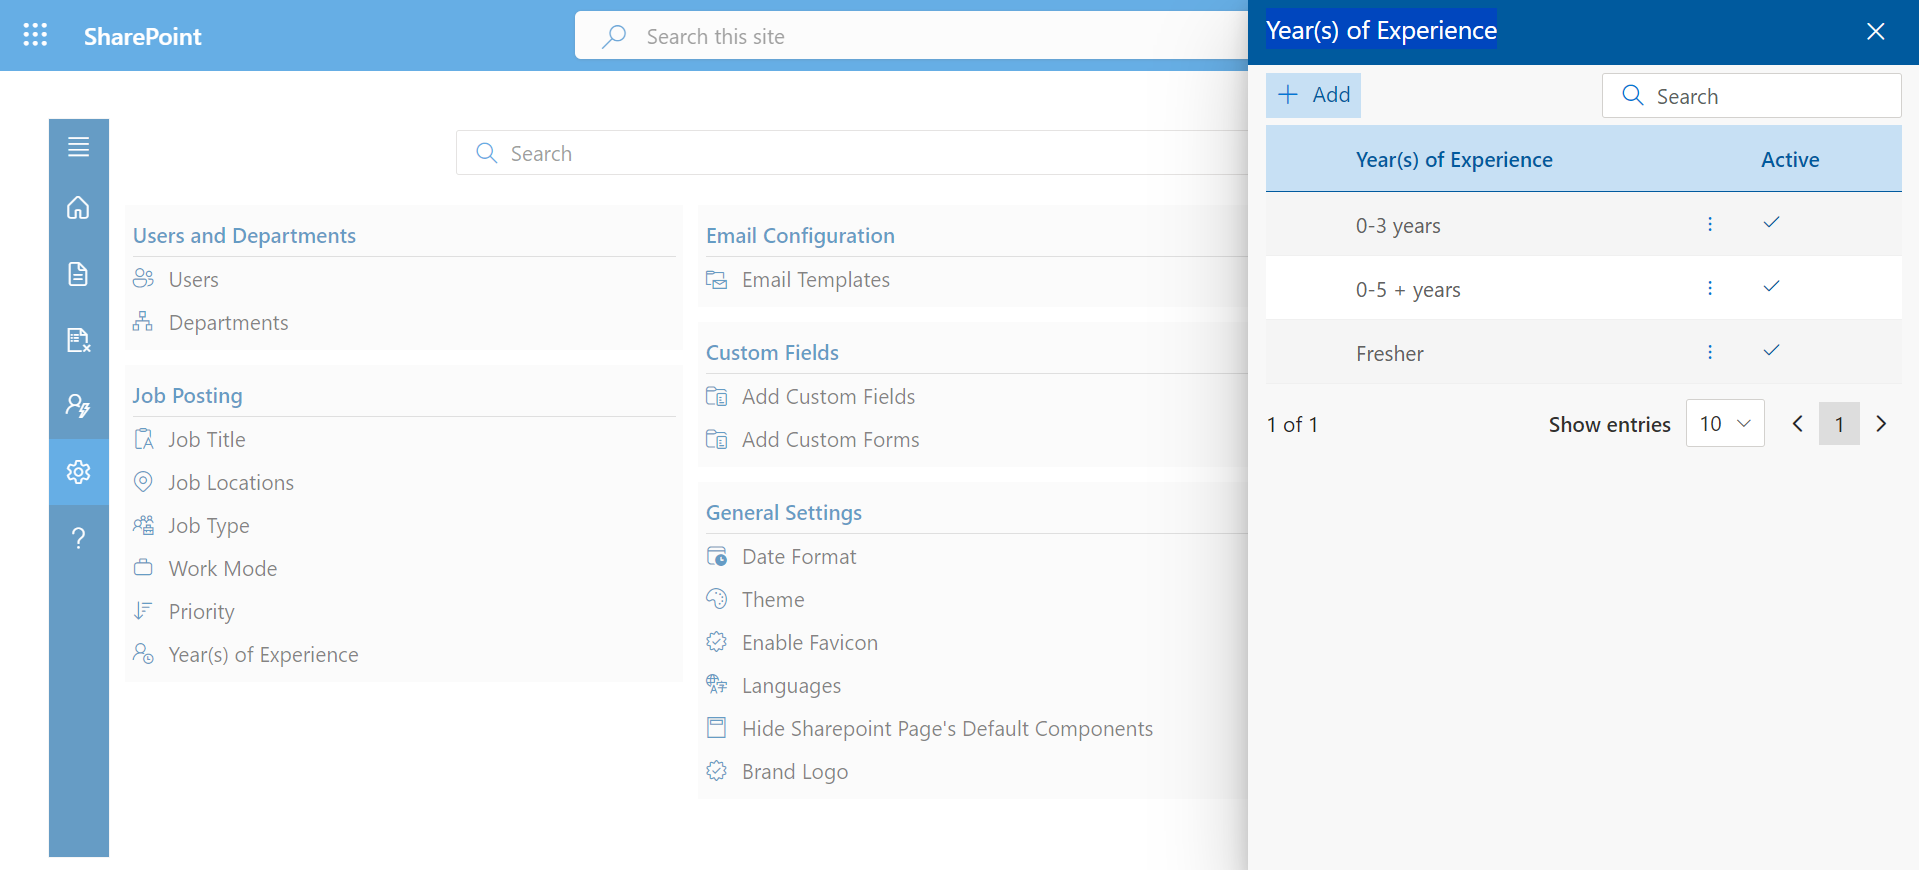 SharePoint
Search this site
Search
Users and Departments
Users
Departments
Job Posting
Job Title
Job Locations
Job Type
Work Mode
Priority
Year(s) of Experience
Email Configuration
Email Templates
Custom Fields
Add Custom Fields
Add Custom Forms
General Settings
Date Format
Theme
Enable Favicon
Languages
Hide Sharepoint Page's Default Components
Brand Logo
Year(s) of Experience
Add
Search
Year(s) of Experience Active
0-3 years
0-5 + years
Fresher
1 of 1 Show entries 10 1